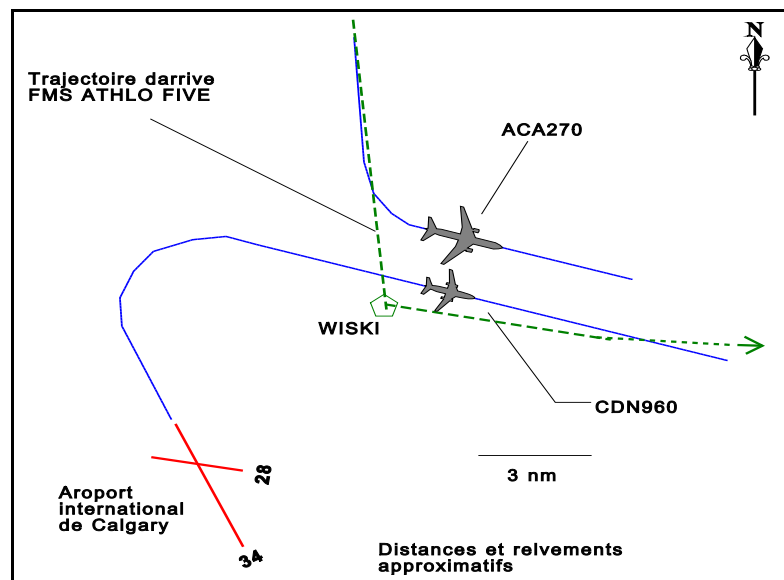 N
Trajectoire darrive
FMS ATHLO FIVE
ACA270
WISKI
CDN960
3 nm
28
Aroport
international
de Calgary
34
Distances et relvements
approximatifs